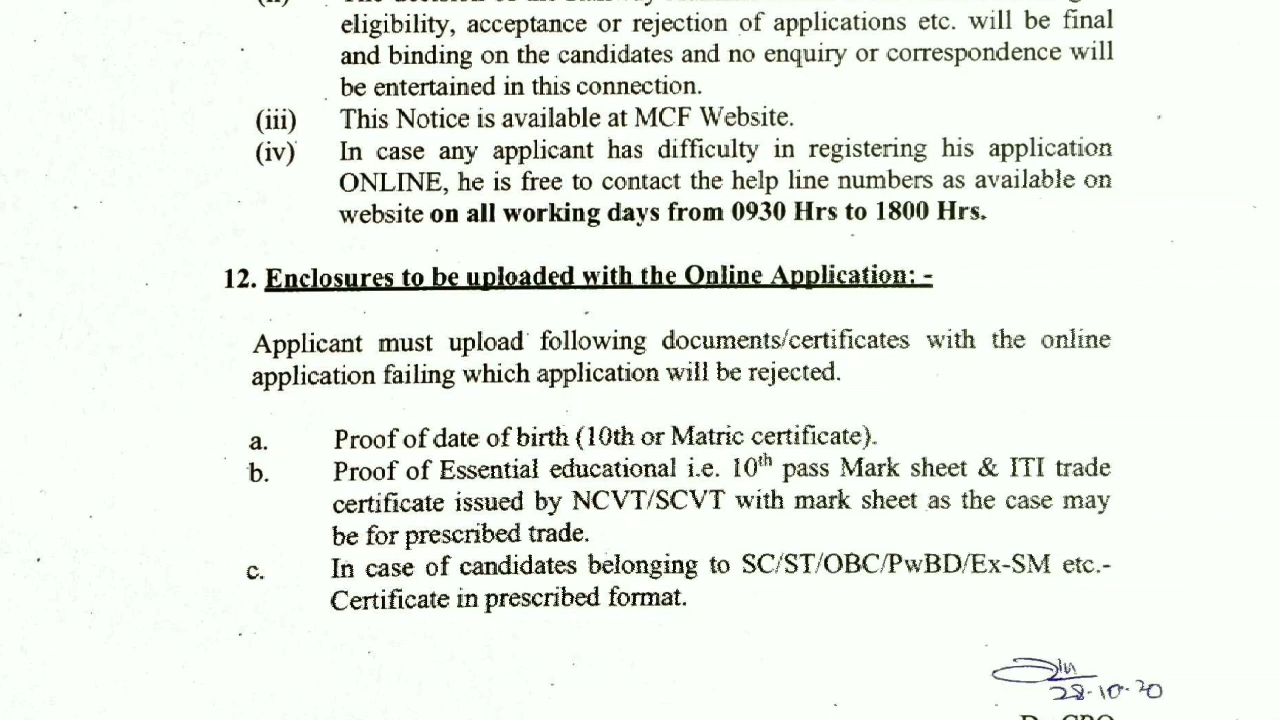 eligibility, acceptance or rejection of applications etc. will be final
and binding on the candidates and no enquiry or correspondence will
be entertained in this connection.
(iii) This Notice is available at MCF Website.
(iv) In case any applicant has difficulty in registering his application
ONLINE, he is free to contact the help line numbers as available on
website on all working days from 0930 Hrs to 1800 Hrs.
12. Enclosures to be uploaded with the Online Application: -
Applicant must upload following documents/certificates with the online
application failing which application will be rejected.
a. Proof of date of birth (10th or Matric certificate).
b. Proof of Essential educational i.e. 10th pass Mark sheet & ITI trade
certificate issued by NCVT/SCVT with mark sheet as the case may
be for prescribed trade.
c. In case of candidates belonging to SC/ST/OBC/PwBD/Ex-SM etc.-
Certificate in prescribed format.
28-10-20